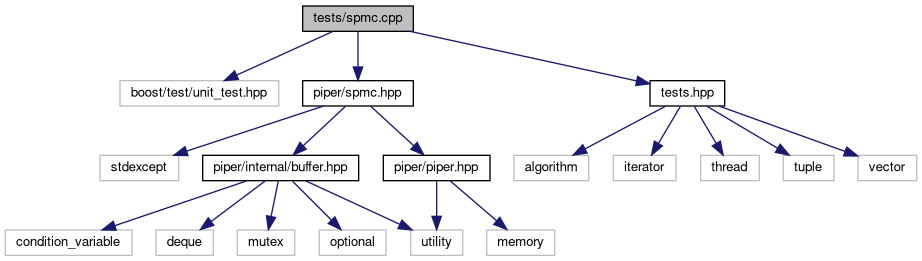 tests/spmc.cpp
boost/test/unit_test.hpp
piper/spmc.hpp
tests.hpp
stdexcept
piper/internal/buffer.hpp
piper/piper.hpp
algorithm
iterator
thread
tuple
vector
condition_variable
deque
mutex
optional
utility
memory